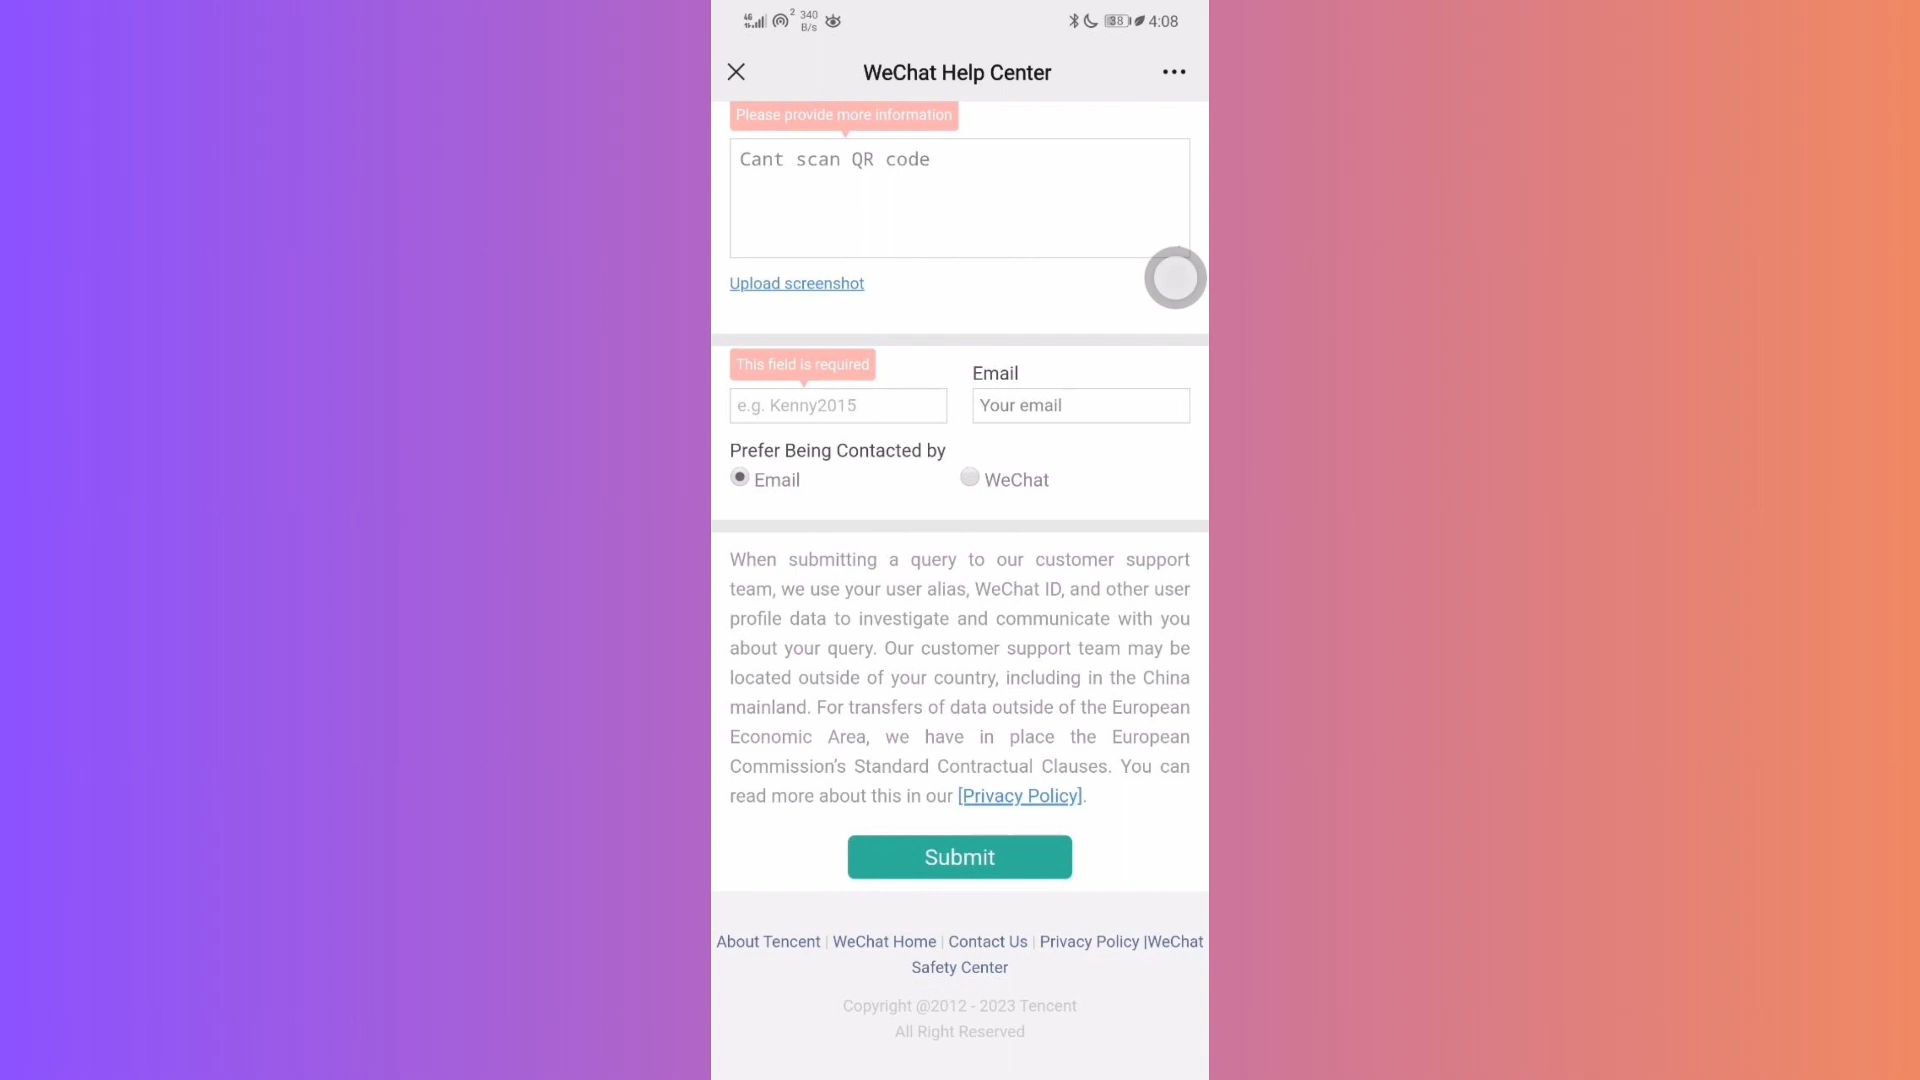 4G 2 340 B/s 38 4:08
WeChat Help Center
Please provide more information
Cant scan QR code
Upload screenshot
This field is required
Email
e.g. Kenny2015
Your email
Prefer Being Contacted by
Email
WeChat
When submitting a query to our customer support
team, we use your user alias, WeChat ID, and other user
profile data to investigate and communicate with you
about your query. Our customer support team may be
located outside of your country, including in the China
mainland. For transfers of data outside of the European
Economic Area, we have in place the European
Commission’s Standard Contractual Clauses. You can
read more about this in our [Privacy Policy].
Submit
About Tencent | WeChat Home | Contact Us | Privacy Policy |WeChat
Safety Center
Copyright @2012 - 2023 Tencent
All Right Reserved